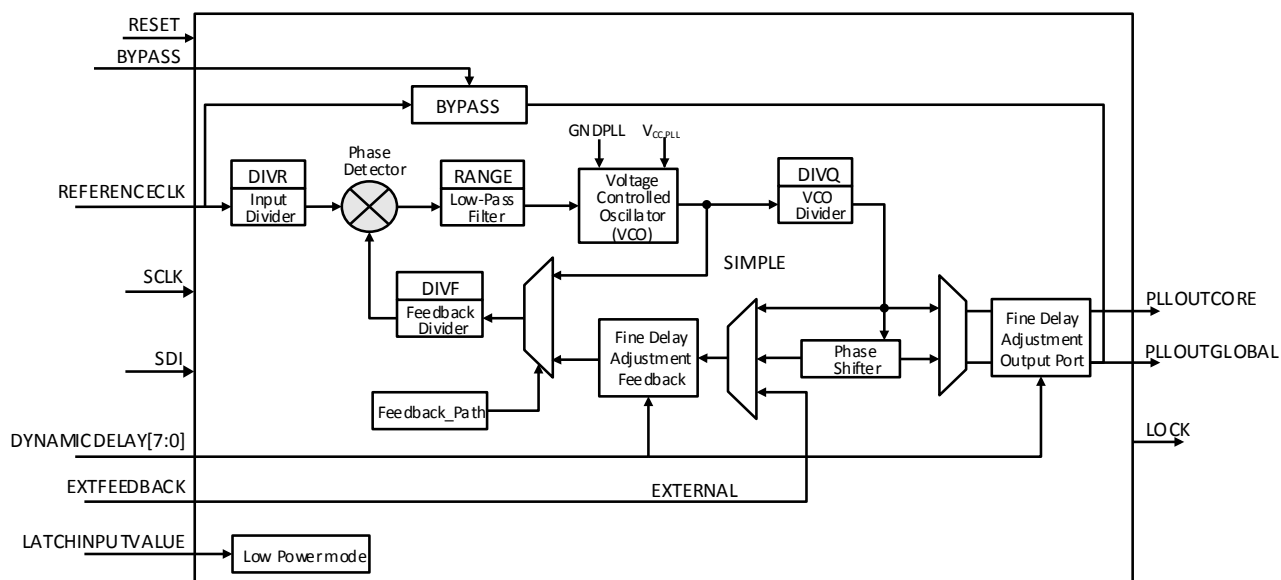 RESET
BYPASS
BYPASS
GNDPLL
VCCPLL
Phase
Detector
REFERENCECLK
DIVR
Input
Divider
RANGE
Low-Pass
Filter
Voltage
Controlled
Oscillator
(VCO)
DIVQ
VCO
Divider
SIMPLE
SCLK
DIVF
Feedback
Divider
Fine Delay
Adjustment
Feedback
Phase
Shifter
Fine Delay
Adjustment
Output Port
PLLOUTCORE
PLLOUTGLOBAL
SDI
Feedback_Path
DYNAMICDELAY[7:0]
LOCK
EXTFEEDBACK
EXTERNAL
LATCHINPUTVALUE
Low Power mode